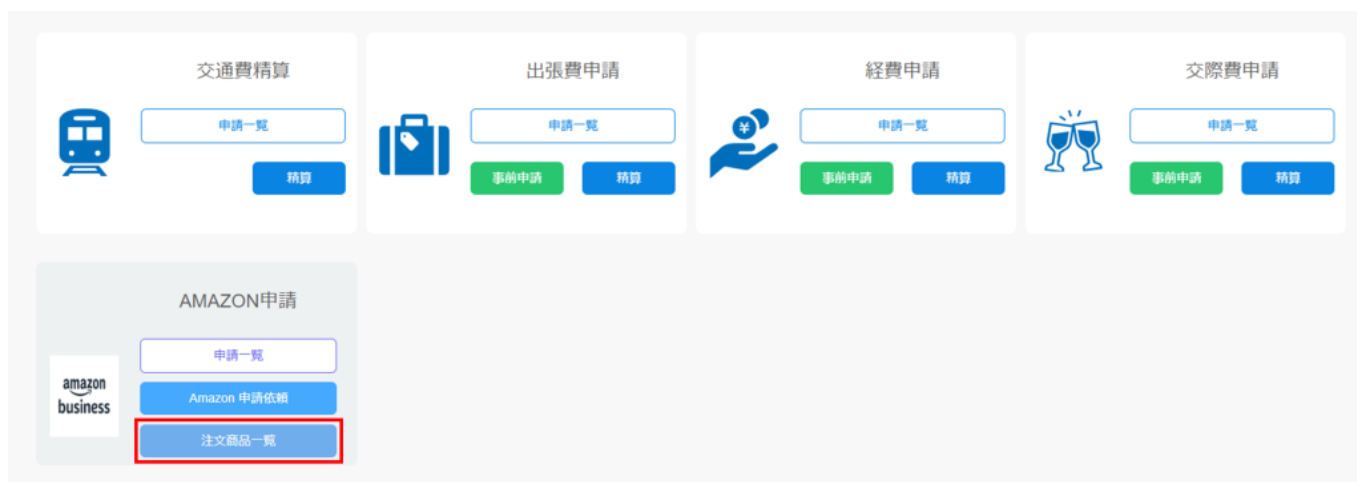 交通費精算
申請一覧
精算
出張費申請
申請一覧
事前申請
精算
¥
経費申請
申請一覧
事前申請
精算
交際費申請
申請一覧
事前申請
精算
AMAZON申請
amazon
business
申請一覧
Amazon 申請依頼
注文商品一覧